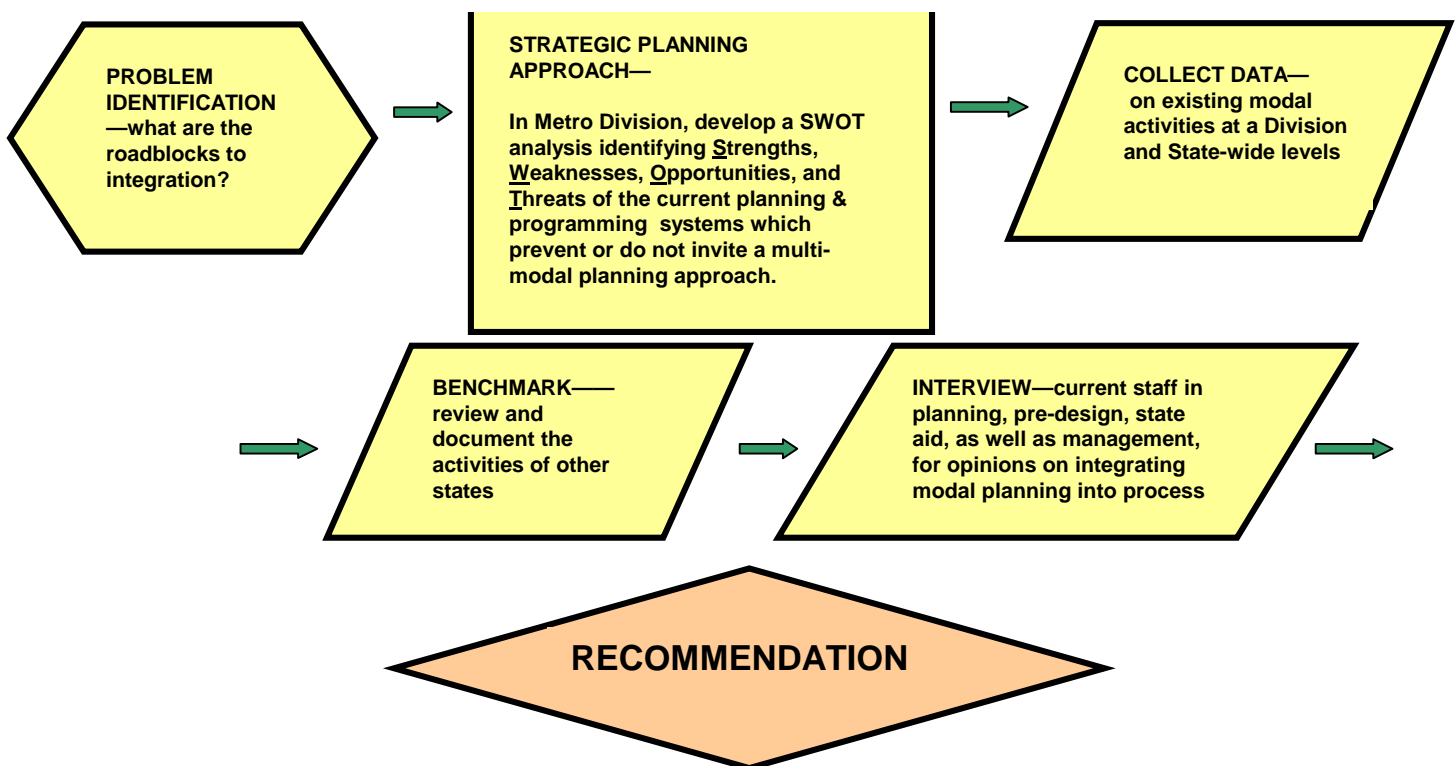 PROBLEM
IDENTIFICATION
—what are the
roadblocks to
integration?
STRATEGIC PLANNING
APPROACH—
In Metro Division, develop a SWOT
analysis identifying Strengths,
Weaknesses, Opportunities, and
Threats of the current planning &
programming systems which
prevent or do not invite a multi-
modal planning approach.
COLLECT DATA—
on existing modal
activities at a Division
and State-wide levels
BENCHMARK——
review and
document the
activities of other
states
INTERVIEW—current staff in
planning, pre-design, state
aid, as well as management,
for opinions on integrating
modal planning into process
RECOMMENDATION